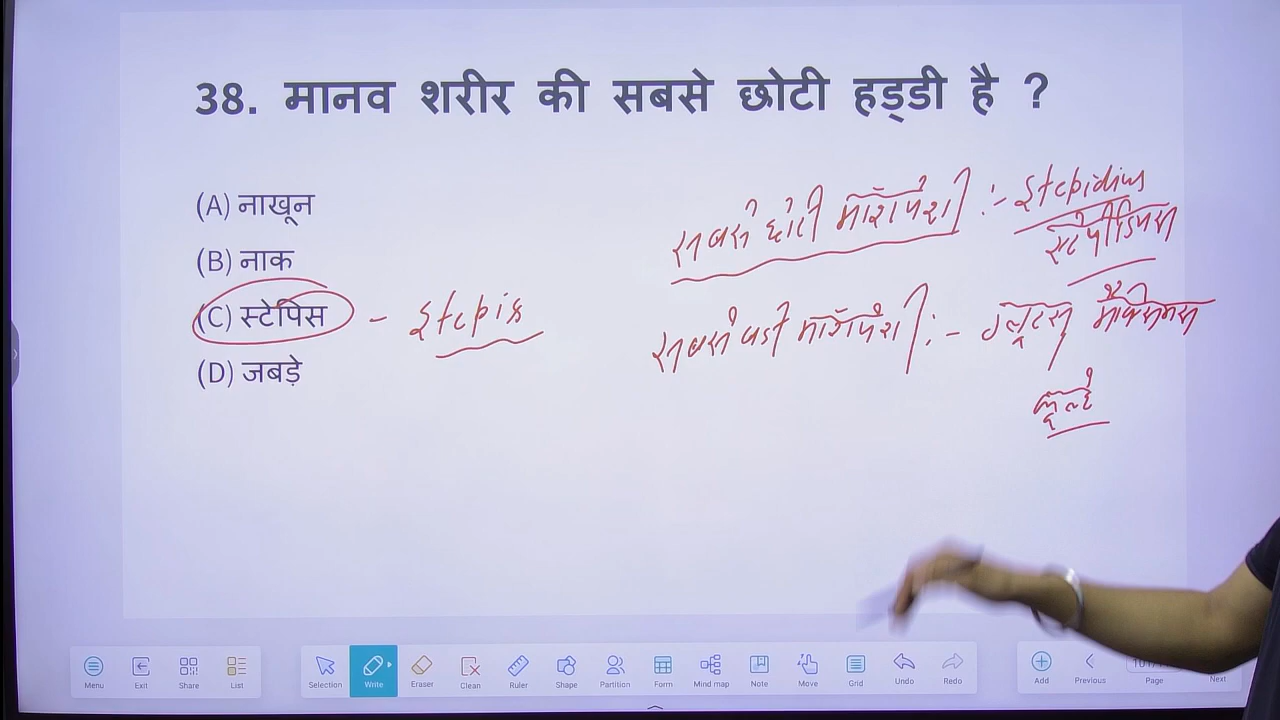 38. मानव शरीर की सबसे छोटी हड्डी है ?
(A) नाखून
(B) नाक
(C) स्टेपिस - Stepis
(D) जबड़े
सबसे छोटी माँसपेशी :- Stepidius
स्टेपीडियस
सबसे बडी माँसपेशी :- ग्लूटस मैक्सिमस
कूल्हे
Menu Exit Share List Selection Write Eraser Clean Ruler Shape Partition Form Mind map Note Move Grid Undo Redo Add Previous Page Next